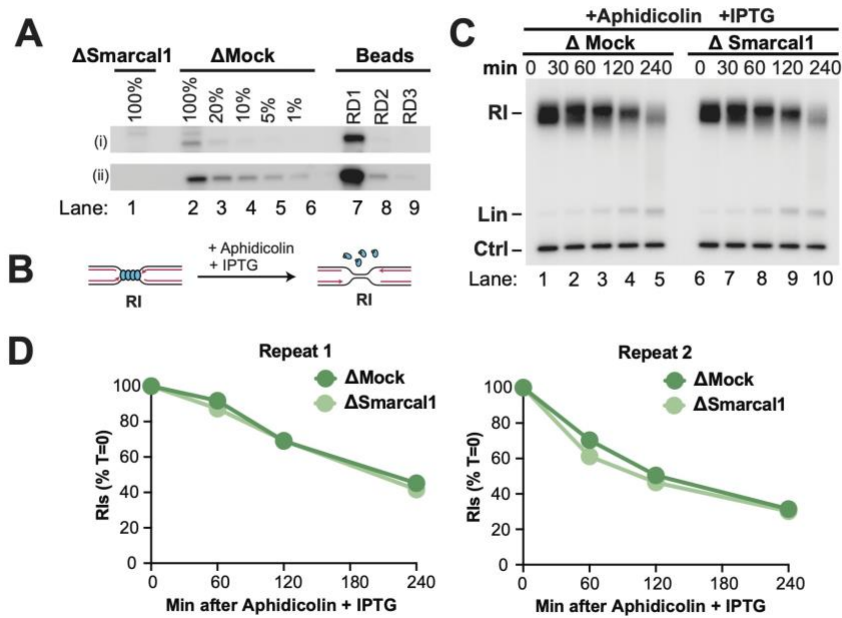 A
ΔSmarcal1 ΔMock Beads
100% 100% 20% 10% 5% 1% RD1 RD2 RD3
(i)
(ii)
Lane: 1 2 3 4 5 6 7 8 9
B
+ Aphidicolin
+ IPTG
RI RI
C
+Aphidicolin +IPTG
Δ Mock Δ Smarcal1
min 0 30 60 120 240 0 30 60 120 240
RI
Lin
Ctrl
Lane: 1 2 3 4 5 6 7 8 9 10
D
Repeat 1
ΔMock
ΔSmarcal1
RIs (% T=0)
100
80
60
40
20
0
0 60 120 180 240
Min after Aphidicolin + IPTG
Repeat 2
ΔMock
ΔSmarcal1
RIs (% T=0)
100
80
60
40
20
0
0 60 120 180 240
Min after Aphidicolin + IPTG